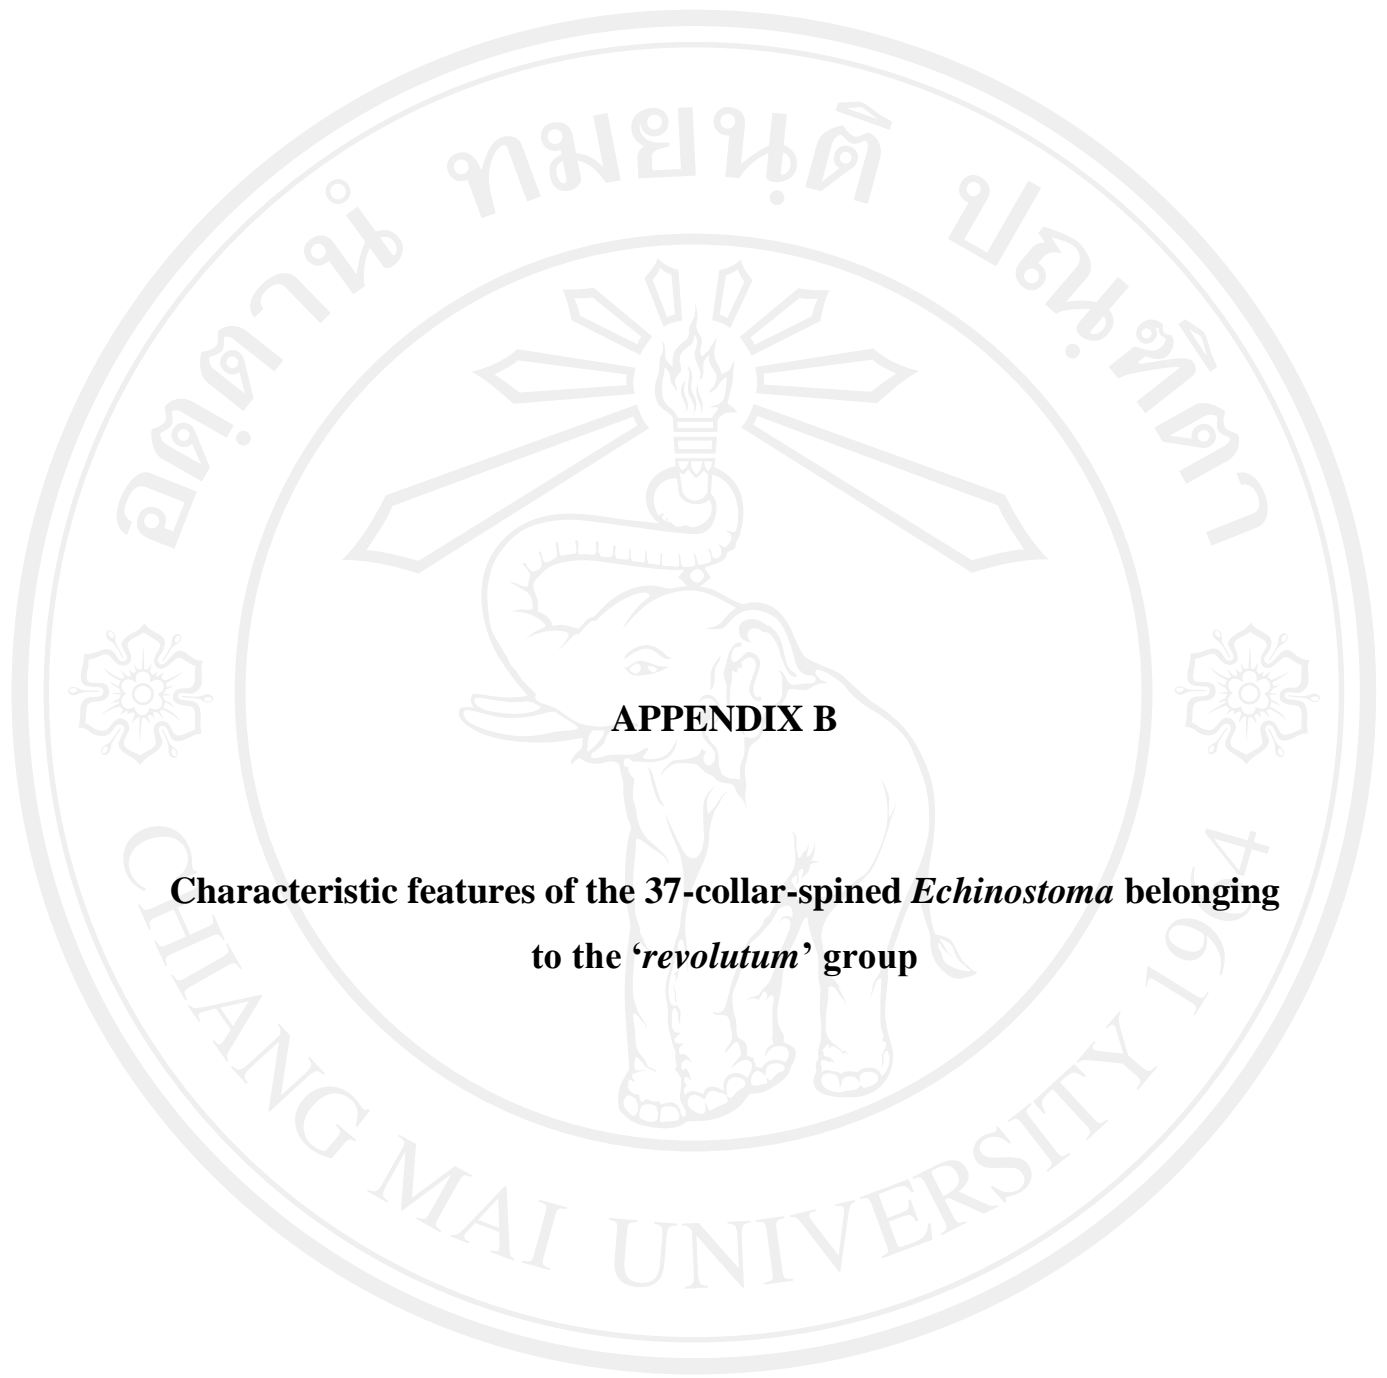 อตฺตานํ ทมยนฺติ ปณฺฑิตา
APPENDIX B
Characteristic features of the 37-collar-spined Echinostoma belonging
to the ‘revolutum’ group
CHIANG MAI UNIVERSITY 1964